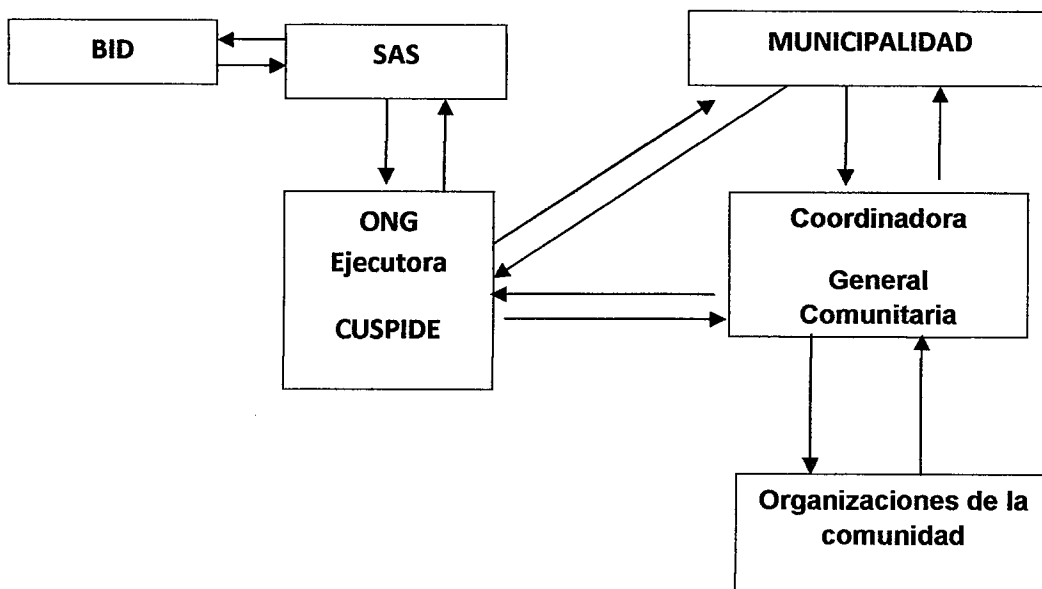 BID
SAS
MUNICIPALIDAD
ONG
Ejecutora
CUSPIDE
Coordinadora
General
Comunitaria
Organizaciones de la
comunidad